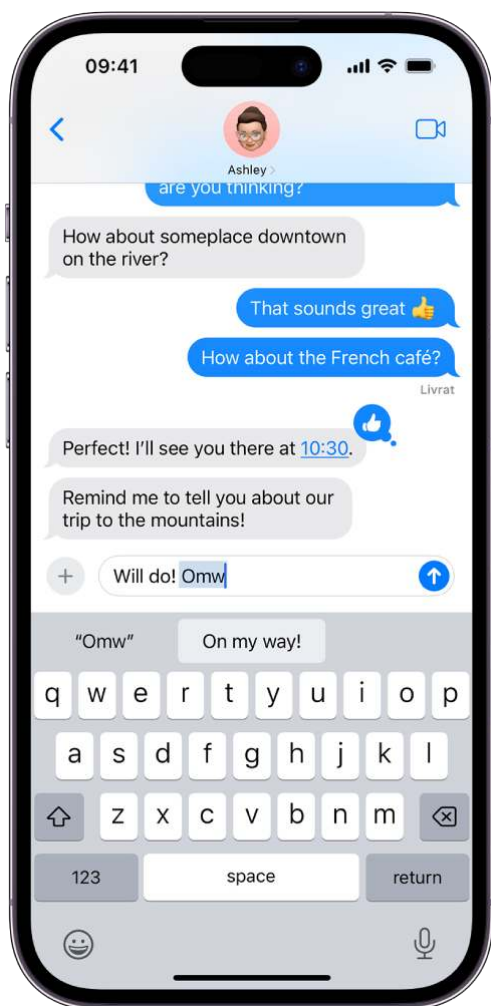 09:41
Ashley
are you thinking?
How about someplace downtown
on the river?
That sounds great 👍
How about the French café?
Livrat
Perfect! I'll see you there at 10:30.
Remind me to tell you about our
trip to the mountains!
Will do! Omw
“Omw” On my way!
q w e r t y u i o p
a s d f g h j k l
z x c v b n m
123 space return